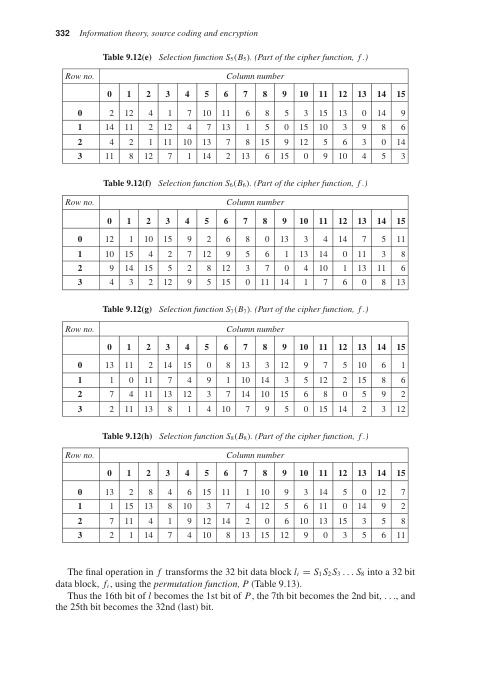 332 Information theory, source coding and encryption
Table 9.12(e) Selection function S5(B5). (Part of the cipher function, f.)
Row no. Column number
0 1 2 3 4 5 6 7 8 9 10 11 12 13 14 15
0 2 12 4 1 7 10 11 6 8 5 3 15 13 0 14 9
1 14 11 2 12 4 7 13 1 5 0 15 10 3 9 8 6
2 4 2 1 11 10 13 7 8 15 9 12 5 6 3 0 14
3 11 8 12 7 1 14 2 13 6 15 0 9 10 4 5 3
Table 9.12(f) Selection function S6(B6). (Part of the cipher function, f.)
Row no. Column number
0 1 2 3 4 5 6 7 8 9 10 11 12 13 14 15
0 12 1 10 15 9 2 6 8 0 13 3 4 14 7 5 11
1 10 15 4 2 7 12 9 5 6 1 13 14 0 11 3 8
2 9 14 15 5 2 8 12 3 7 0 4 10 1 13 11 6
3 4 3 2 12 9 5 15 0 11 14 1 7 6 0 8 13
Table 9.12(g) Selection function S7(B7). (Part of the cipher function, f.)
Row no. Column number
0 1 2 3 4 5 6 7 8 9 10 11 12 13 14 15
0 13 11 2 14 15 0 8 13 3 12 9 7 5 10 6 1
1 1 0 11 7 4 9 1 10 14 3 5 12 2 15 8 6
2 7 4 11 13 12 3 7 14 10 15 6 8 0 5 9 2
3 2 11 13 8 1 4 10 7 9 5 0 15 14 2 3 12
Table 9.12(h) Selection function S8(B8). (Part of the cipher function, f.)
Row no. Column number
0 1 2 3 4 5 6 7 8 9 10 11 12 13 14 15
0 13 2 8 4 6 15 11 1 10 9 3 14 5 0 12 7
1 1 15 13 8 10 3 7 4 12 5 6 11 0 14 9 2
2 7 11 4 1 9 12 14 2 0 6 10 13 15 3 5 8
3 2 1 14 7 4 10 8 13 15 12 9 0 3 5 6 11
The final operation in f transforms the 32 bit data block li = S1S2S3 ... S8 into a 32 bit
data block, fi, using the permutation function, P (Table 9.13).
Thus the 16th bit of l becomes the 1st bit of P, the 7th bit becomes the 2nd bit, ..., and
the 25th bit becomes the 32nd (last) bit.